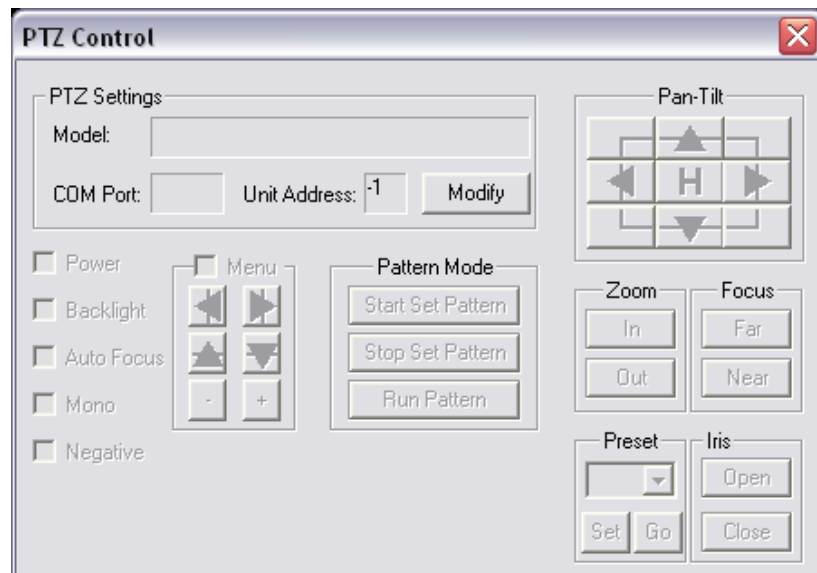 PTZ Control
PTZ Settings
Model:
COM Port:
Unit Address: -1
Modify
Pan-Tilt
H
Power
Backlight
Auto Focus
Mono
Negative
Menu
-
+
Pattern Mode
Start Set Pattern
Stop Set Pattern
Run Pattern
Zoom
In
Out
Focus
Far
Near
Preset
Set
Go
Iris
Open
Close